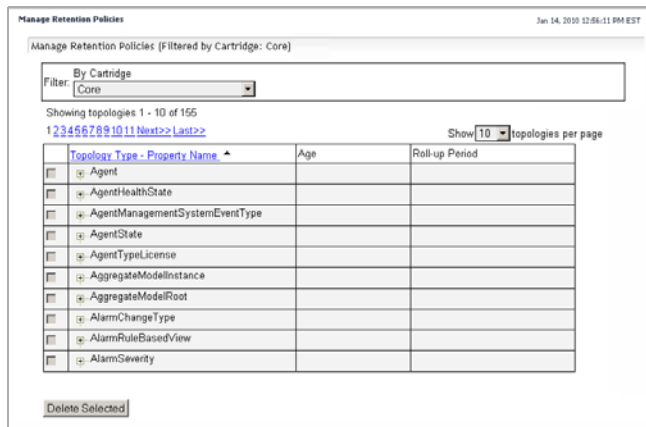 Manage Retention Policies
Jan 14, 2010 12:56:11 PM EST
Manage Retention Policies (Filtered by Cartridge: Core)
Filter:
By Cartridge
Core
Showing topologies 1 - 10 of 155
1 2 3 4 5 6 7 8 9 10 11 Next>> Last>>
Show 10 topologies per page
Topology Type - Property Name Age Roll-up Period
Agent
AgentHealthState
AgentManagementSystemEventType
AgentState
AgentTypeLicense
AggregateModelInstance
AggregateModelRoot
AlarmChangeType
AlarmRuleBasedView
AlarmSeverity
Delete Selected